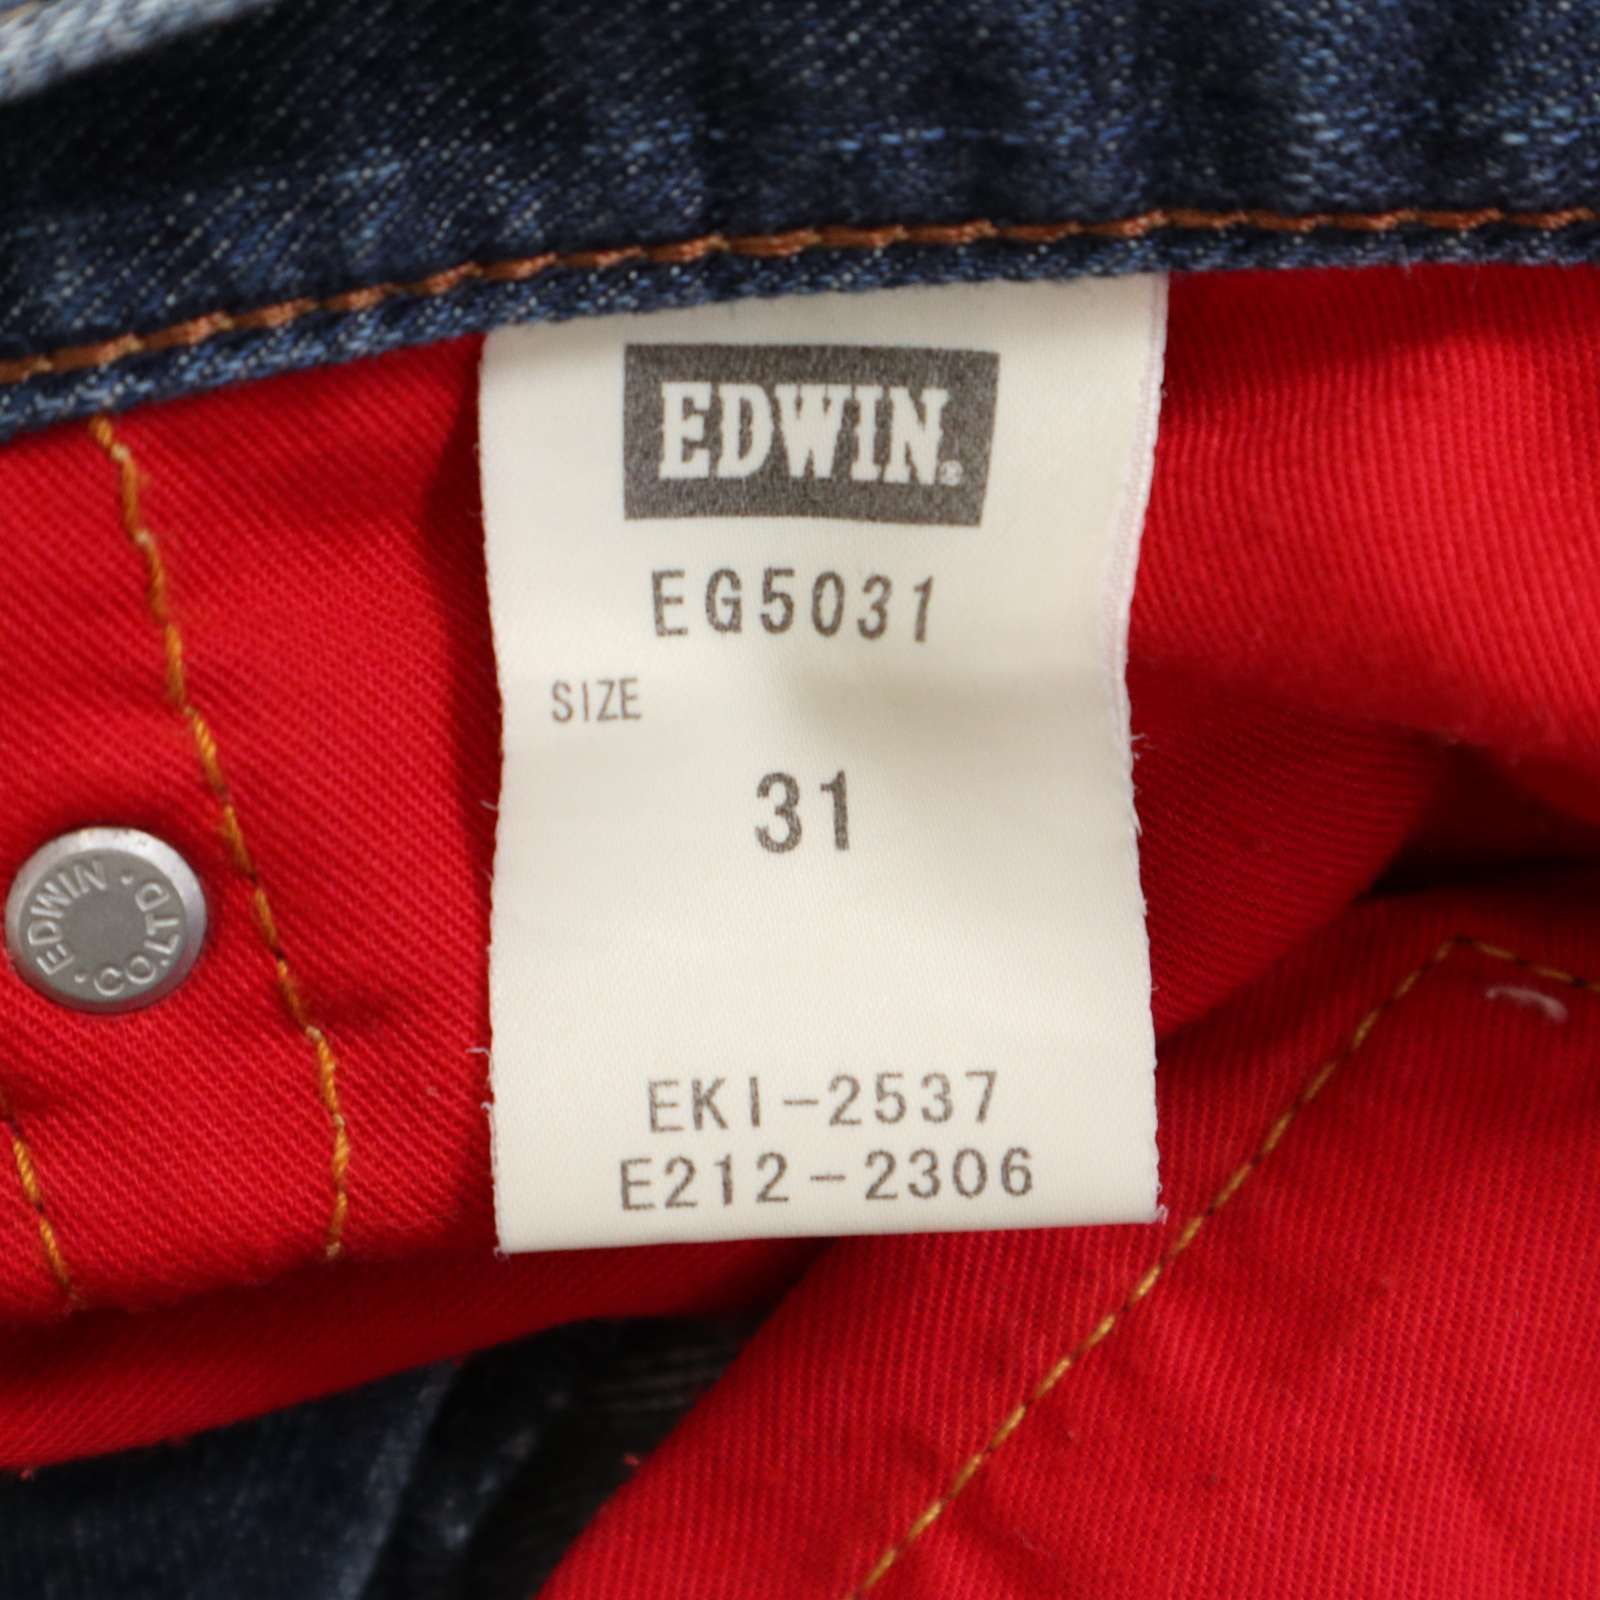 EDWIN®
EG5031
SIZE
31
EKI-2537
E212-2306
EDWIN · CO.LTD ·